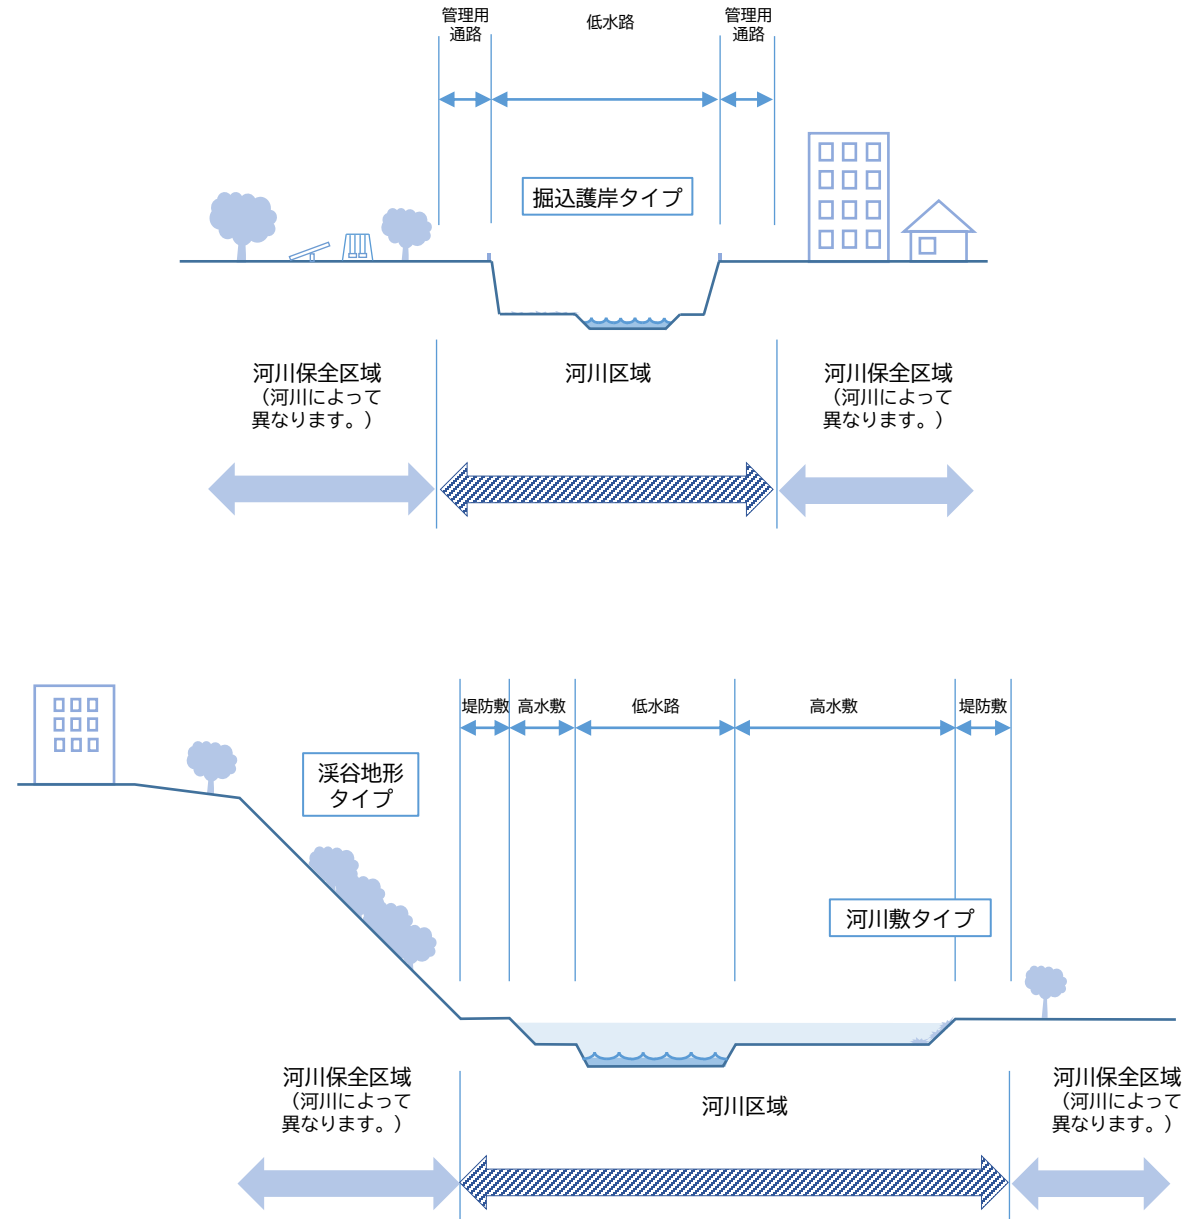 管理用
通路
低水路
管理用
通路
掘込護岸タイプ
河川保全区域
（河川によって
異なります。）
河川区域
河川保全区域
（河川によって
異なります。）
堤防敷
高水敷
低水路
高水敷
堤防敷
渓谷地形
タイプ
河川敷タイプ
河川保全区域
（河川によって
異なります。）
河川区域
河川保全区域
（河川によって
異なります。）